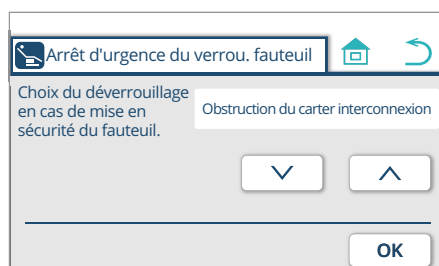 Arrêt d'urgence du verrou. fauteuil
Choix du déverrouillage
en cas de mise en
sécurité du fauteuil.
Obstruction du carter interconnexion
OK